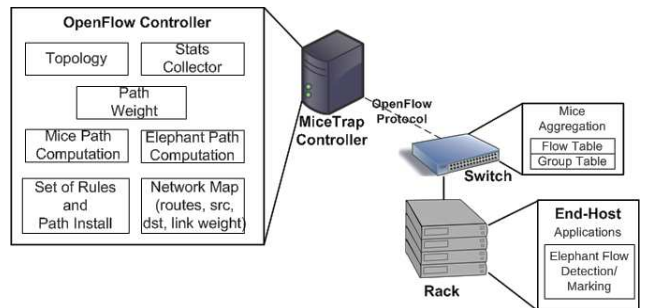 OpenFlow Controller
Topology
Stats
Collector
Path
Weight
Mice Path
Computation
Elephant Path
Computation
Set of Rules
and
Path Install
Network Map
(routes, src,
dst, link weight)
MiceTrap
Controller
OpenFlow
Protocol
Switch
Mice
Aggregation
Flow Table
Group Table
Rack
End-Host
Applications
Elephant Flow
Detection/
Marking